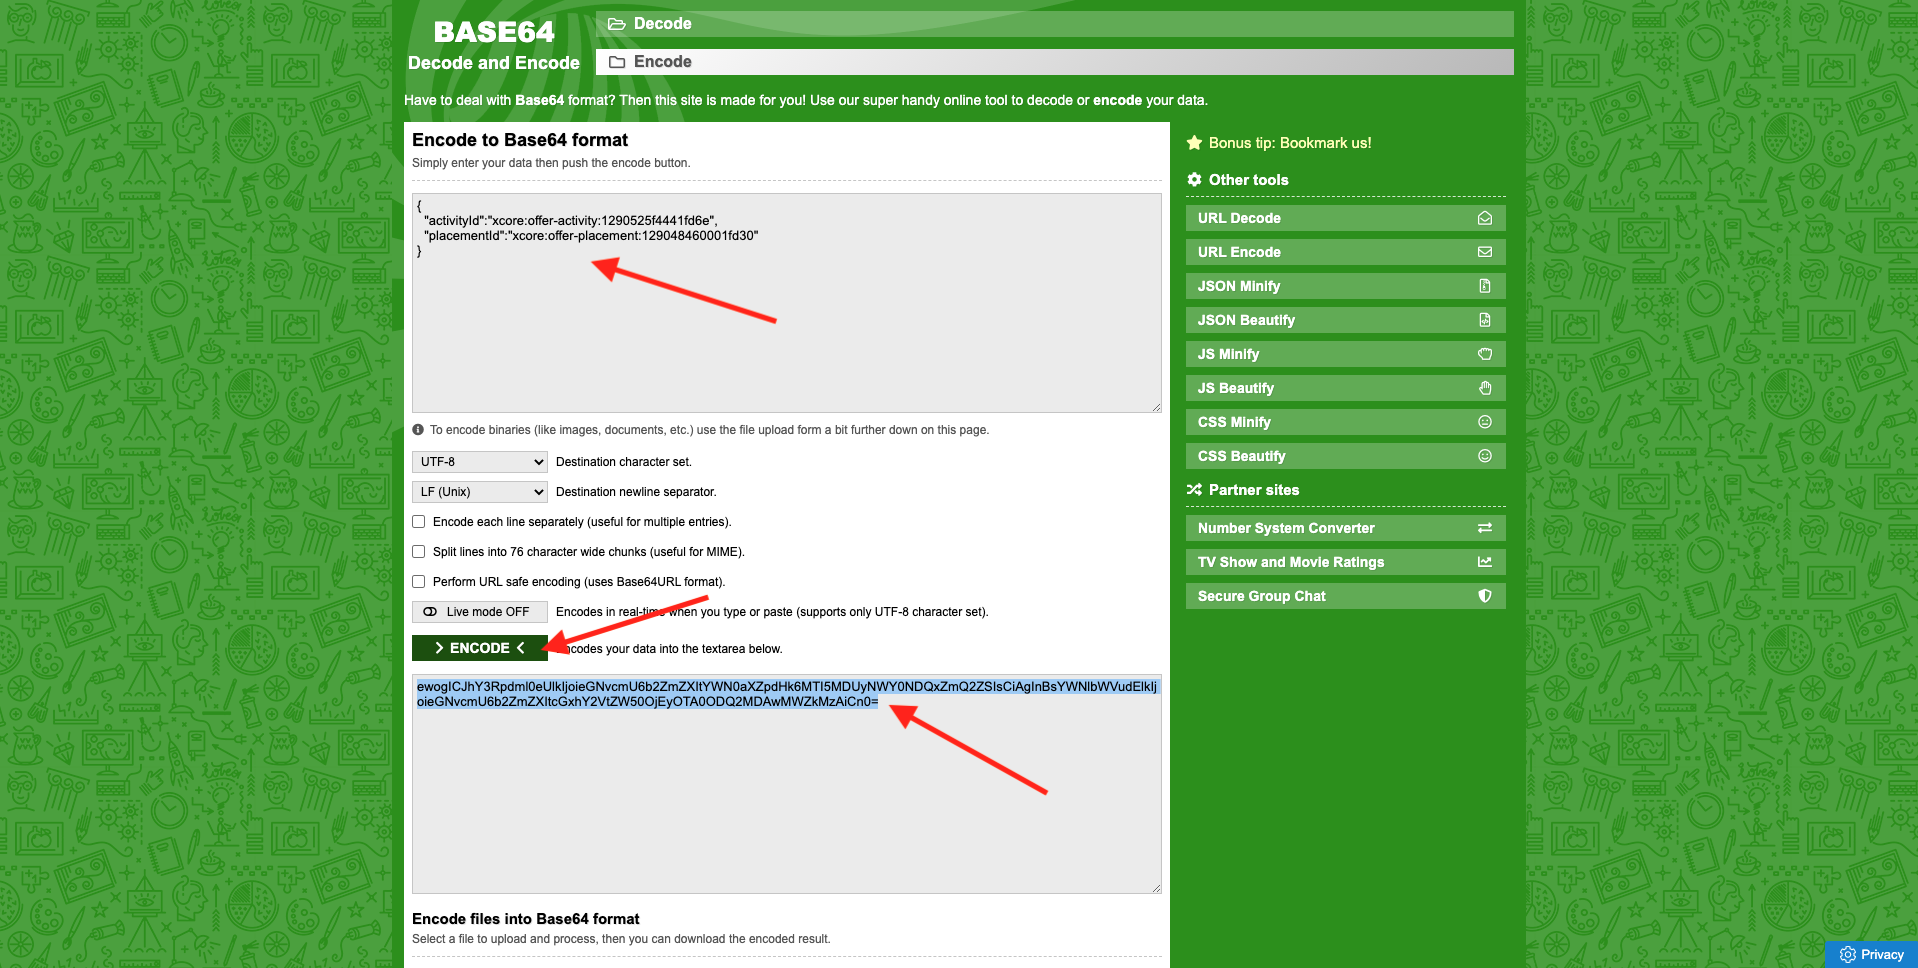 BASE64
Decode and Encode
Decode
Encode
Have to deal with Base64 format? Then this site is made for you! Use our super handy online tool to decode or encode your data.
Encode to Base64 format
Simply enter your data then push the encode button.
{
"activityId":"xcore:offer-activity:1290525f4441fd6e",
"placementId":"xcore:offer-placement:129048460001fd30"
}
To encode binaries (like images, documents, etc.) use the file upload form a bit further down on this page.
UTF-8 Destination character set.
LF (Unix) Destination newline separator.
Encode each line separately (useful for multiple entries).
Split lines into 76 character wide chunks (useful for MIME).
Perform URL safe encoding (uses Base64URL format).
Live mode OFF Encodes in real-time when you type or paste (supports only UTF-8 character set).
> ENCODE < ncodes your data into the textarea below.
ewogICJhY3Rpdml0eUlkIjoieGNvcmU6b2ZmZXItYWN0aXZpdHk6MTI5MDUyNWY0NDQxZmQ2ZSIsCiAgInBsYWNlbWVudElkIj
oieGNvcmU6b2ZmZXItcGxhY2VtZW50OjEyOTA0ODQ2MDAwMWZkMzAiCn0=
Encode files into Base64 format
Select a file to upload and process, then you can download the encoded result.
Bonus tip: Bookmark us!
Other tools
URL Decode
URL Encode
JSON Minify
JSON Beautify
JS Minify
JS Beautify
CSS Minify
CSS Beautify
Partner sites
Number System Converter
TV Show and Movie Ratings
Secure Group Chat
Privacy